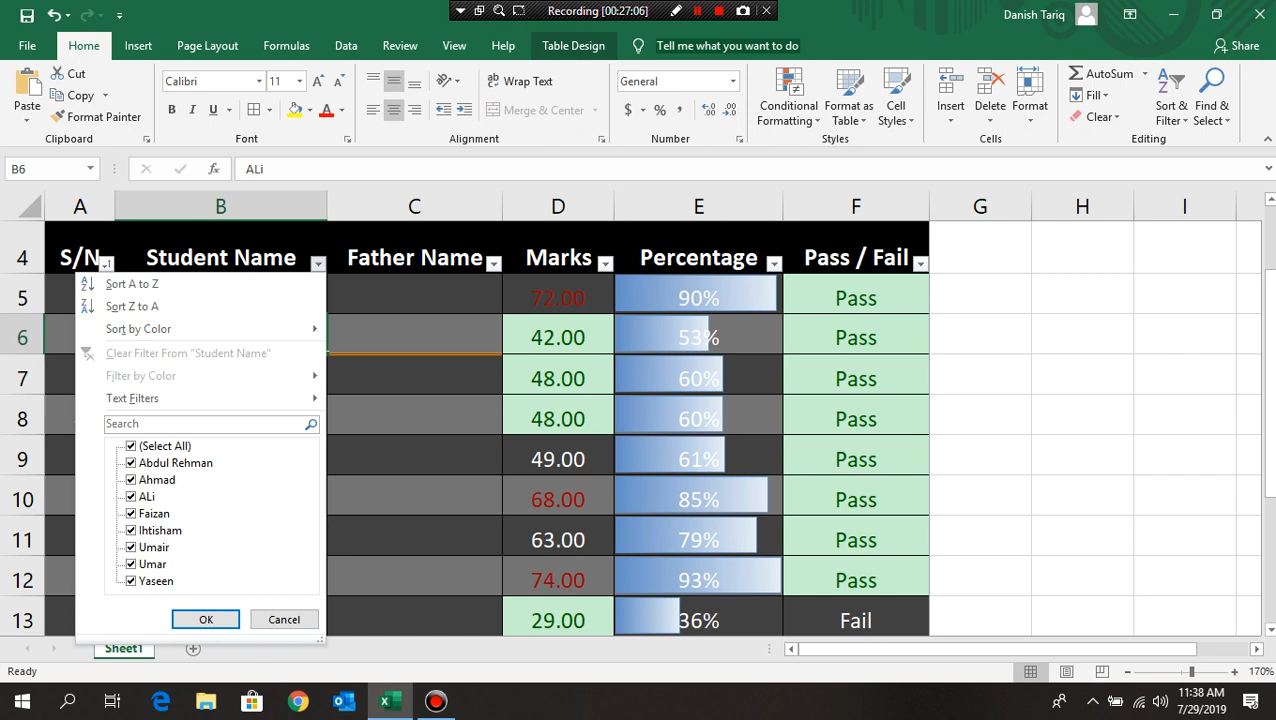 Recording [00:27:06]
Danish Tariq
File Home Insert Page Layout Formulas Data Review View Help Table Design Tell me what you want to do Share
Paste
Cut
Copy
Format Painter
Clipboard
Calibri 11
B I U A
Font
Wrap Text
Merge & Center
Alignment
General
$ % ,
Number
Conditional Formatting
Format as Table
Cell Styles
Styles
Insert Delete Format
Cells
AutoSum
Fill
Clear
Sort & Filter
Find & Select
Editing
B6 fx ALi
A B C D E F G H I
4 S/N Student Name Father Name Marks Percentage Pass / Fail
5 72.00 90% Pass
6 42.00 53% Pass
7 48.00 60% Pass
8 48.00 60% Pass
9 49.00 61% Pass
10 68.00 85% Pass
11 63.00 79% Pass
12 74.00 93% Pass
13 29.00 36% Fail
Sort A to Z
Sort Z to A
Sort by Color
Clear Filter From "Student Name"
Filter by Color
Text Filters
Search
(Select All)
Abdul Rehman
Ahmad
ALi
Faizan
Ihtisham
Umair
Umar
Yaseen
OK Cancel
Sheet1
Ready 170%
11:38 AM
7/29/2019